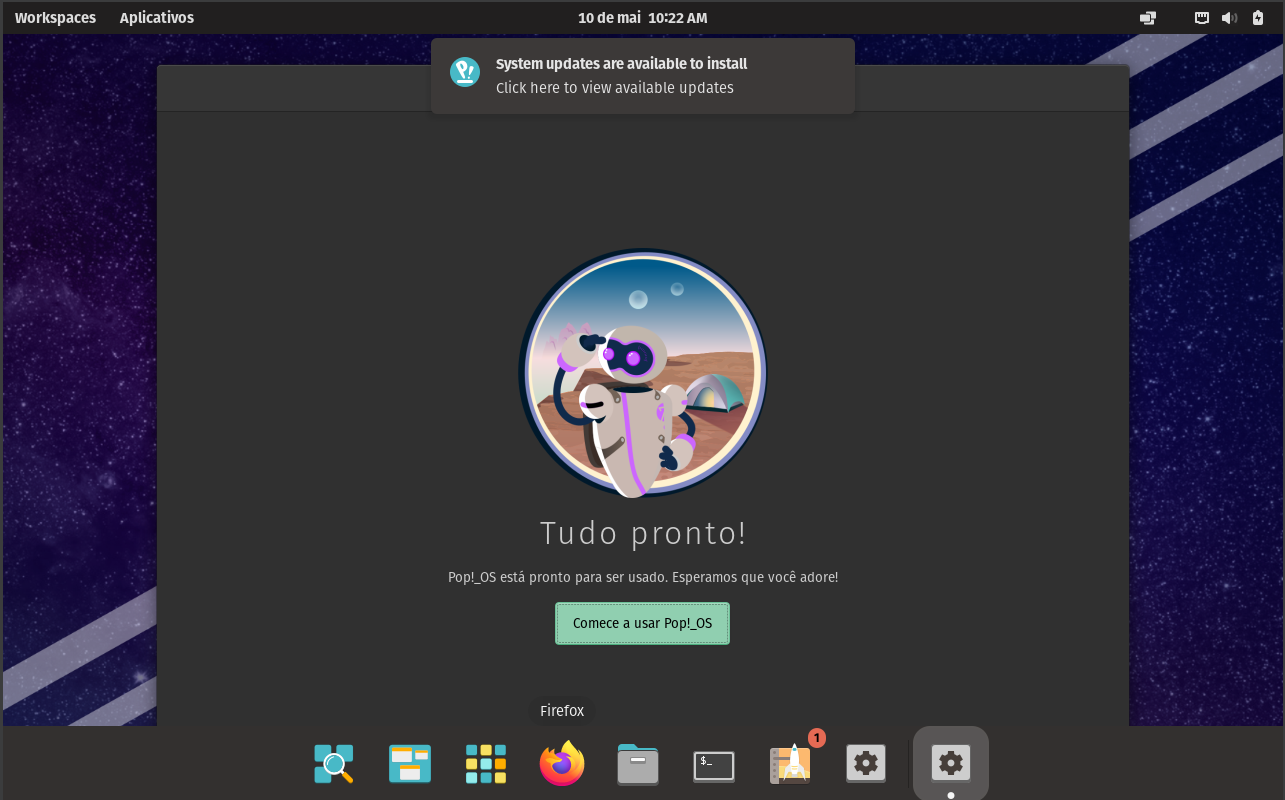 Workspaces Aplicativos 10 de mai 10:22 AM
System updates are available to install
Click here to view available updates
Tudo pronto!
Pop!_OS está pronto para ser usado. Esperamos que você adore!
Comece a usar Pop!_OS
Firefox
$_
1